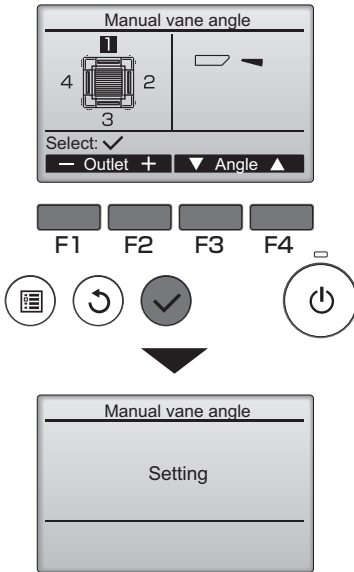 Manual vane angle
1
4 2
3
Select:
— Outlet + ▼ Angle ▲
F1 F2 F3 F4
Manual vane angle
Setting